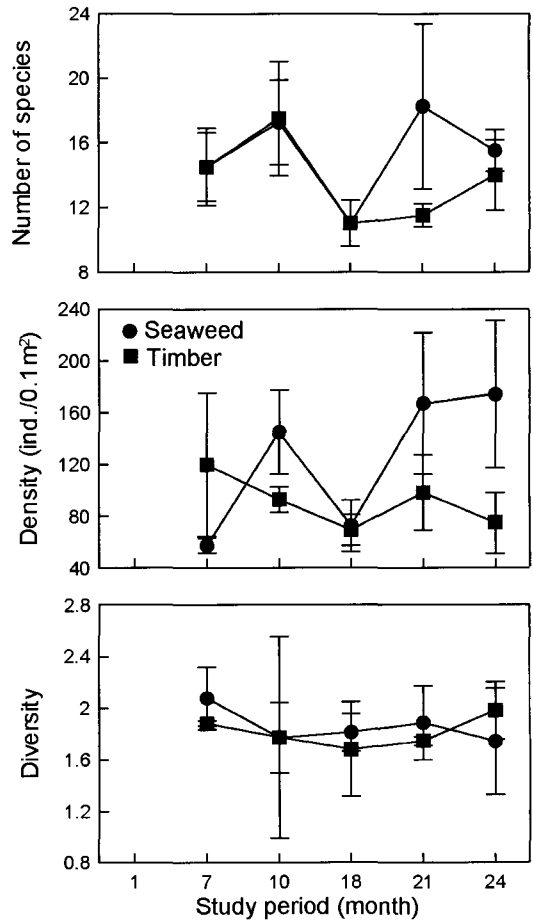 24
20
16
12
8
Number of species
240
200
160
120
80
40
Density (ind./0.1m²)
Seaweed
Timber
2.8
2.4
2
1.6
1.2
0.8
Diversity
1 7 10 18 21 24
Study period (month)